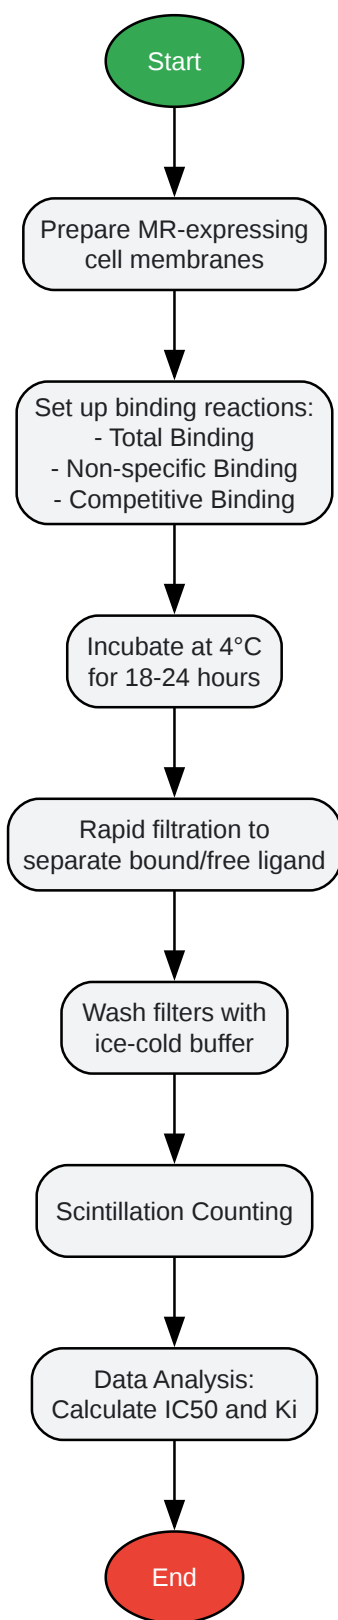 Start
Prepare MR-expressing
cell membranes
Set up binding reactions:
- Total Binding
- Non-specific Binding
- Competitive Binding
Incubate at 4°C
for 18-24 hours
Rapid filtration to
separate bound/free ligand
Wash filters with
ice-cold buffer
Scintillation Counting
Data Analysis:
Calculate IC50 and Ki
End